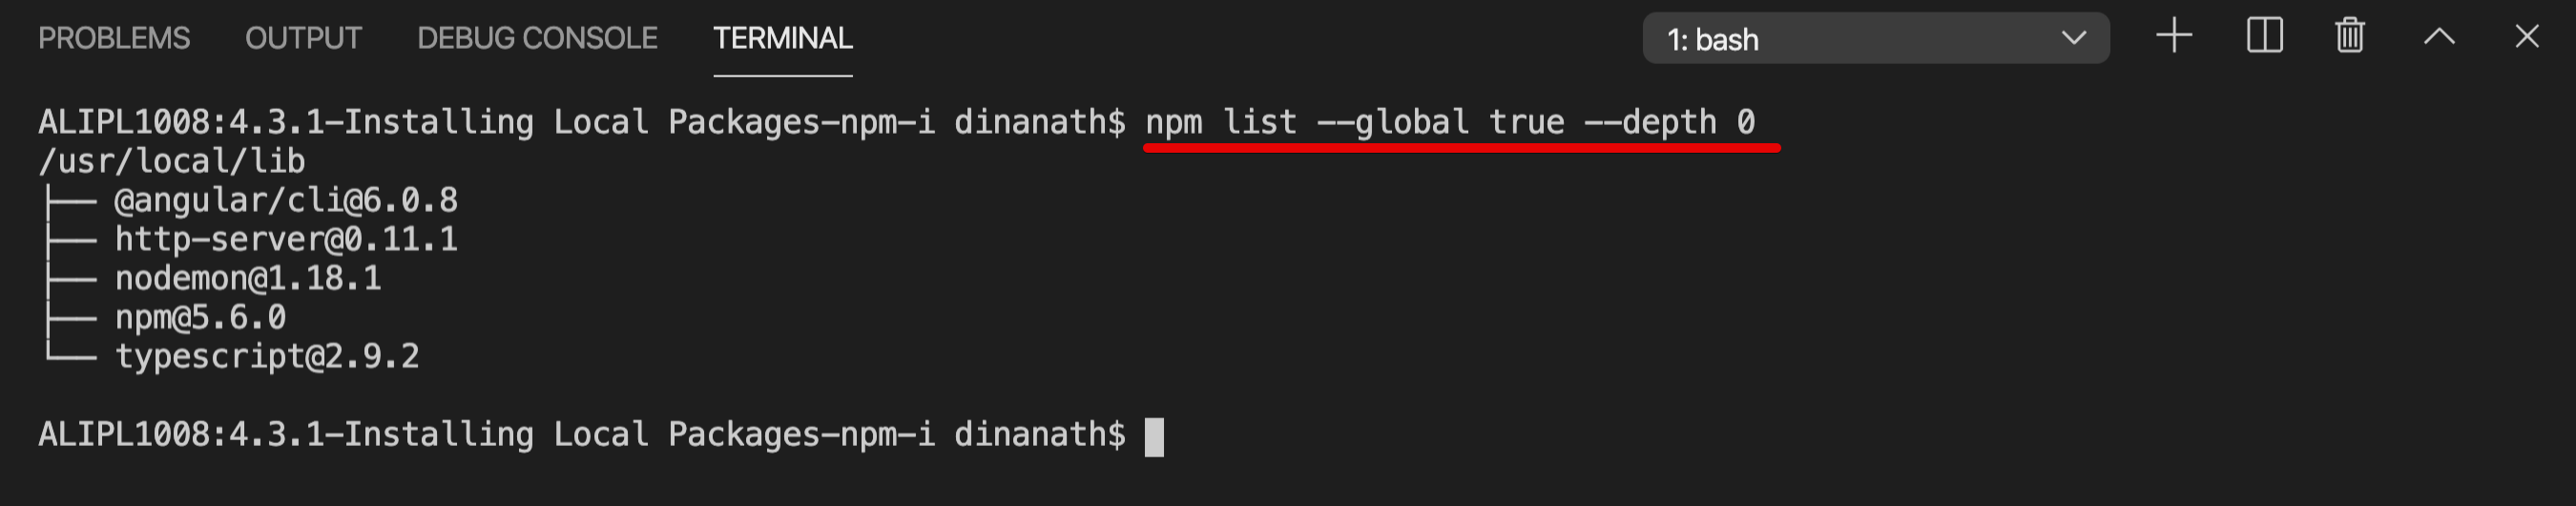 PROBLEMS OUTPUT DEBUG CONSOLE TERMINAL 1: bash
ALIPL1008:4.3.1-Installing Local Packages-npm-i dinanath$ npm list --global true --depth 0
/usr/local/lib
├── @angular/cli@6.0.8
├── http-server@0.11.1
├── nodemon@1.18.1
├── npm@5.6.0
└── typescript@2.9.2
ALIPL1008:4.3.1-Installing Local Packages-npm-i dinanath$